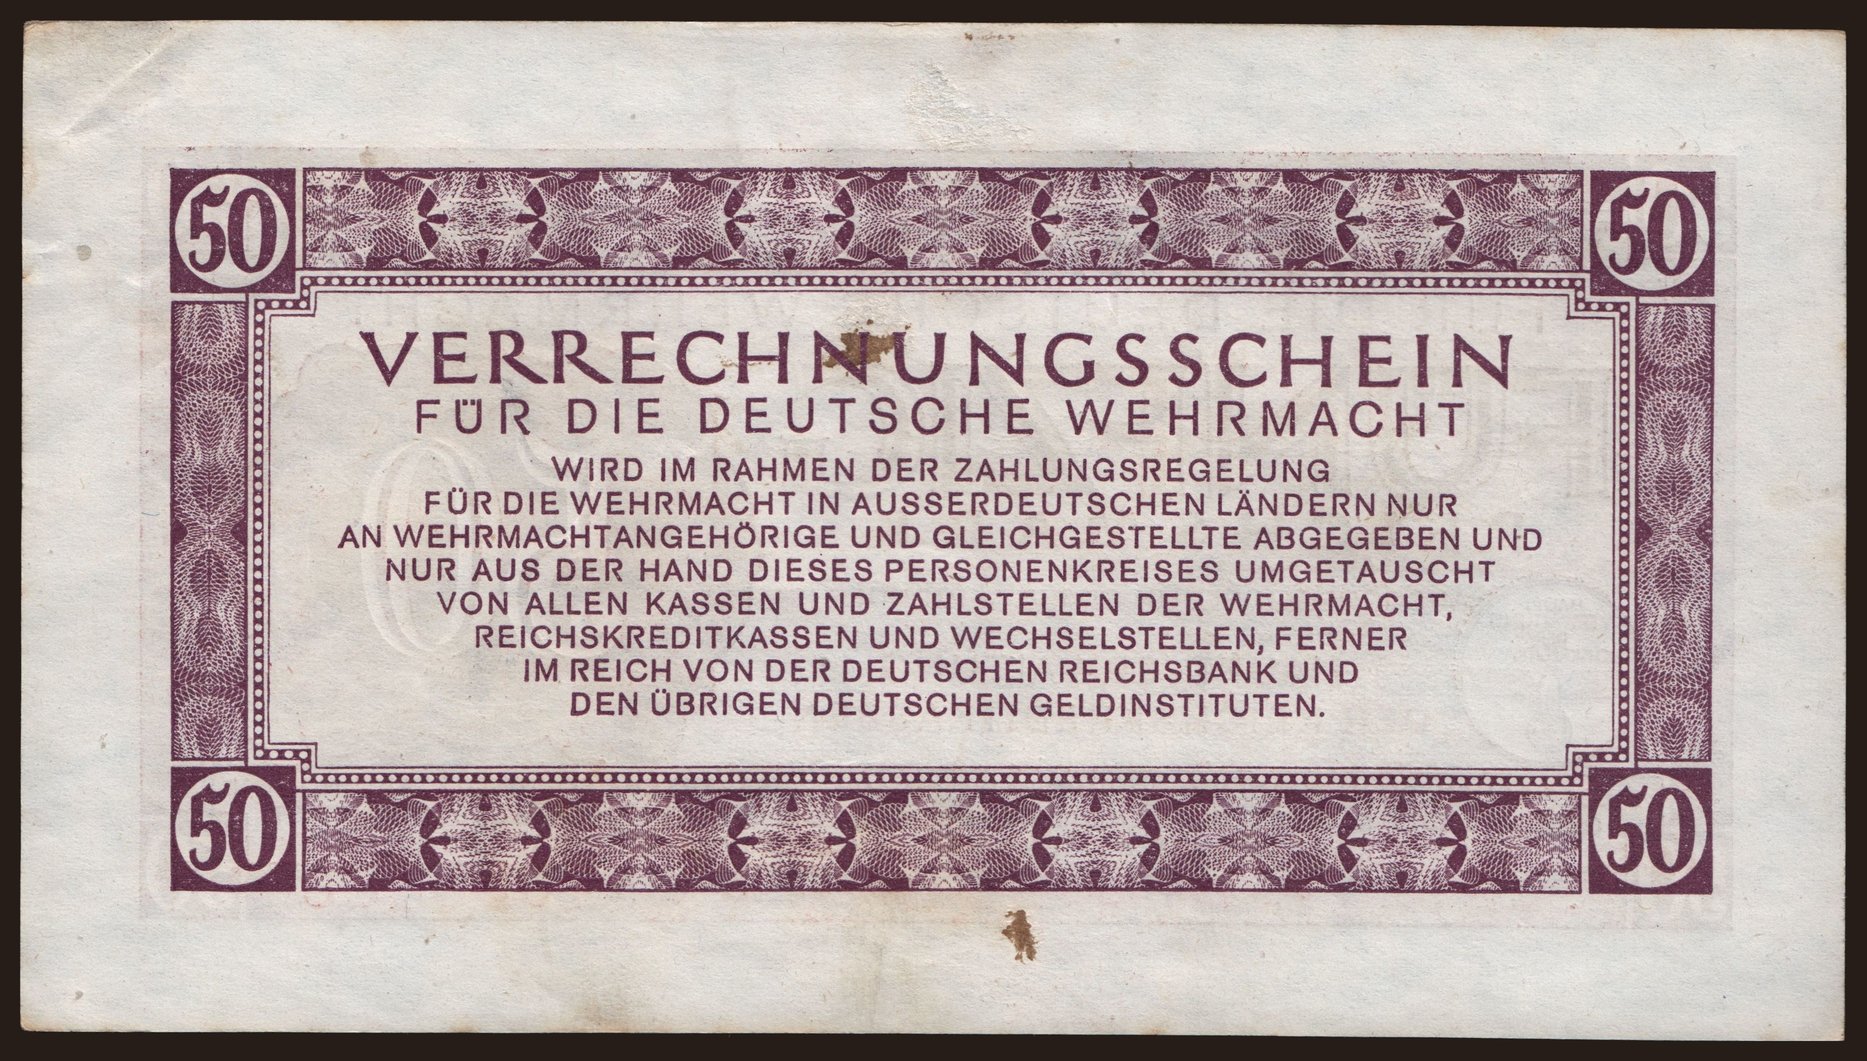 50 50
VERRECHNUNGSSCHEIN
FÜR DIE DEUTSCHE WEHRMACHT
WIRD IM RAHMEN DER ZAHLUNGSREGELUNG
FÜR DIE WEHRMACHT IN AUSSERDEUTSCHEN LÄNDERN NUR
AN WEHRMACHTANGEHÖRIGE UND GLEICHGESTELLTE ABGEGEBEN UND
NUR AUS DER HAND DIESES PERSONENKREISES UMGETAUSCHT
VON ALLEN KASSEN UND ZAHLSTELLEN DER WEHRMACHT,
REICHSKREDITKASSEN UND WECHSELSTELLEN, FERNER
IM REICH VON DER DEUTSCHEN REICHSBANK UND
DEN ÜBRIGEN DEUTSCHEN GELDINSTITUTEN.
50 50